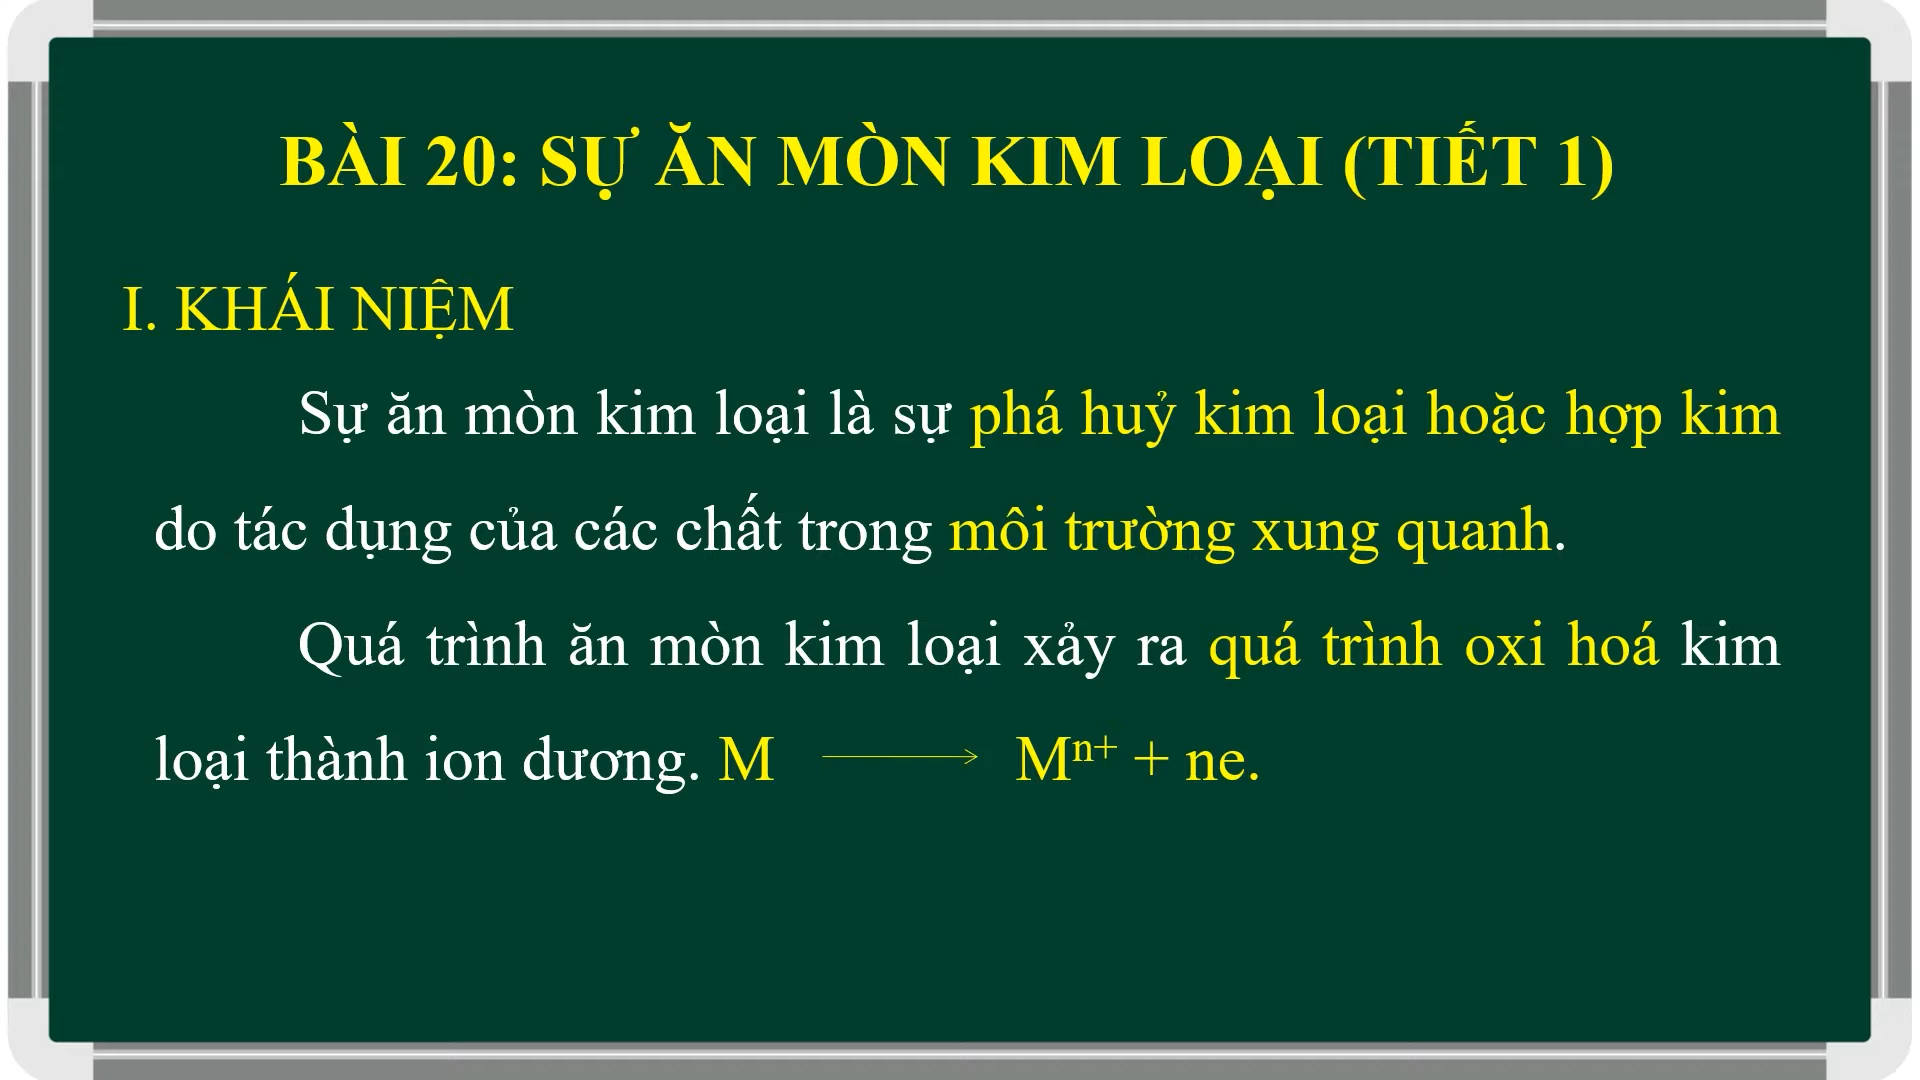 BÀI 20: SỰ ĂN MÒN KIM LOẠI (TIẾT 1)
I. KHÁI NIỆM
Sự ăn mòn kim loại là sự phá huỷ kim loại hoặc hợp kim
do tác dụng của các chất trong môi trường xung quanh.
Quá trình ăn mòn kim loại xảy ra quá trình oxi hoá kim
loại thành ion dương. M ⟶ Mⁿ⁺ + ne.